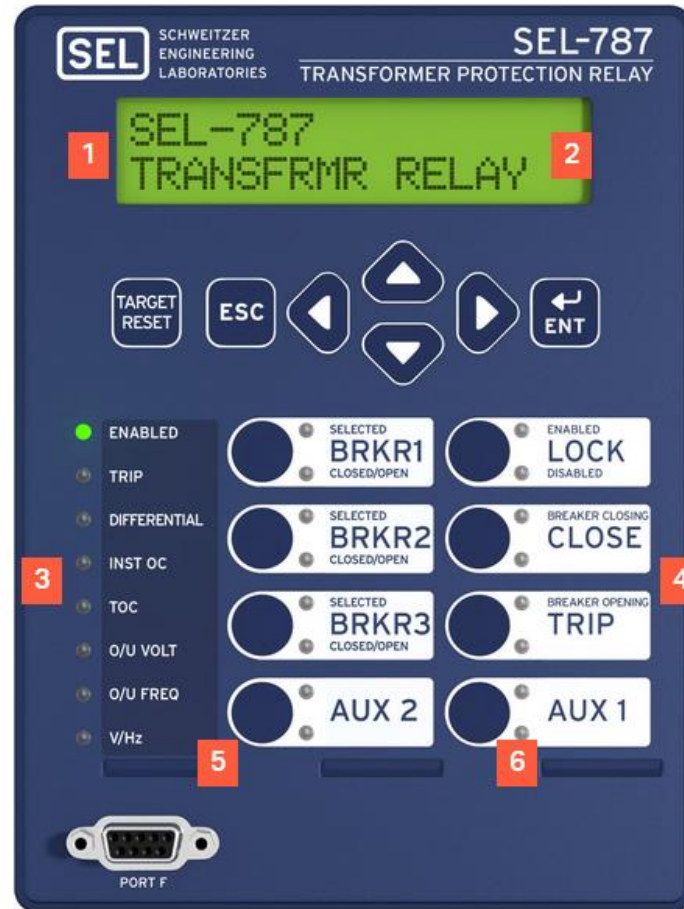 SEL
SCHWEITZER
ENGINEERING
LABORATORIES
SEL-787
TRANSFORMER PROTECTION RELAY
1
SEL-787
TRANSFRMR RELAY
2
TARGET
RESET
ESC
ENT
ENABLED
TRIP
DIFFERENTIAL
INST OC
TOC
O/U VOLT
O/U FREQ
V/Hz
3
SELECTED
BRKR1
CLOSED/OPEN
ENABLED
LOCK
DISABLED
SELECTED
BRKR2
CLOSED/OPEN
BREAKER CLOSING
CLOSE
SELECTED
BRKR3
CLOSED/OPEN
BREAKER OPENING
TRIP
4
AUX 2
AUX 1
5
6
PORT F